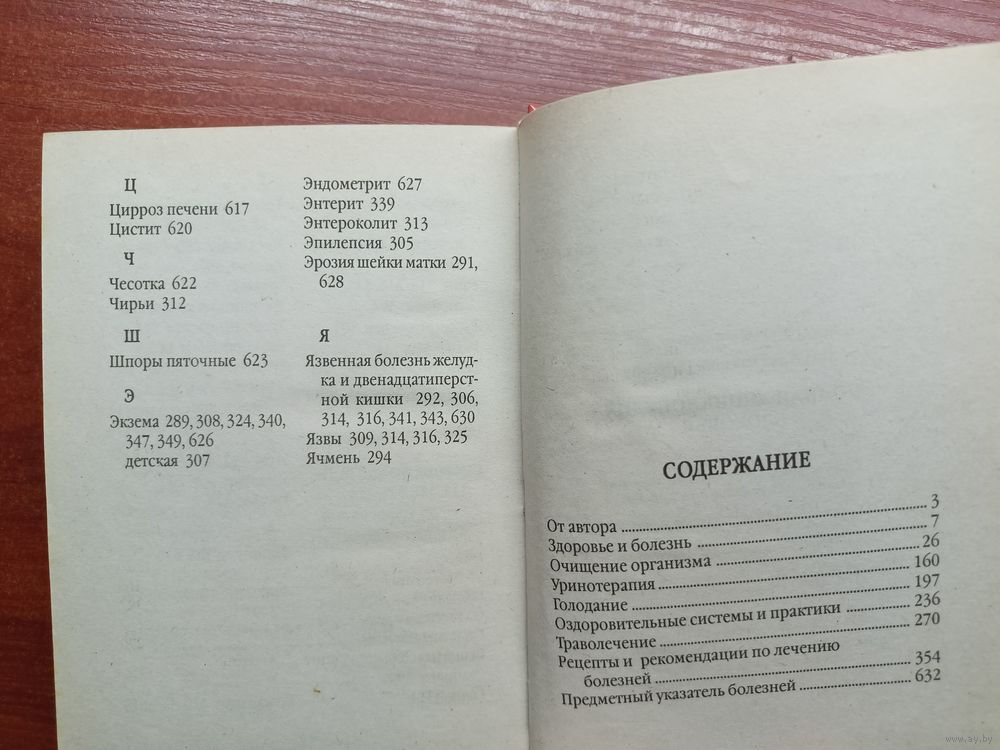 Ц
Цирроз печени 617
Цистит 620
Ч
Чесотка 622
Чирьи 312
Ш
Шпоры пяточные 623
Э
Экзема 289, 308, 324, 340,
347, 349, 626
детская 307
Эндометрит 627
Энтерит 339
Энтероколит 313
Эпилепсия 305
Эрозия шейки матки 291,
628
Я
Язвенная болезнь желуд-
ка и двенадцатиперст-
ной кишки 292, 306,
314, 316, 341, 343, 630
Язвы 309, 314, 316, 325
Ячмень 294
СОДЕРЖАНИЕ
От автора 3
Здоровье и болезнь 7
Очищение организма 26
Уринотерапия 160
Голодание 197
Оздоровительные системы и практики 236
Траволечение 270
Рецепты и рекомендации по лечению
болезней 354
Предметный указатель болезней 632
www.ay.by